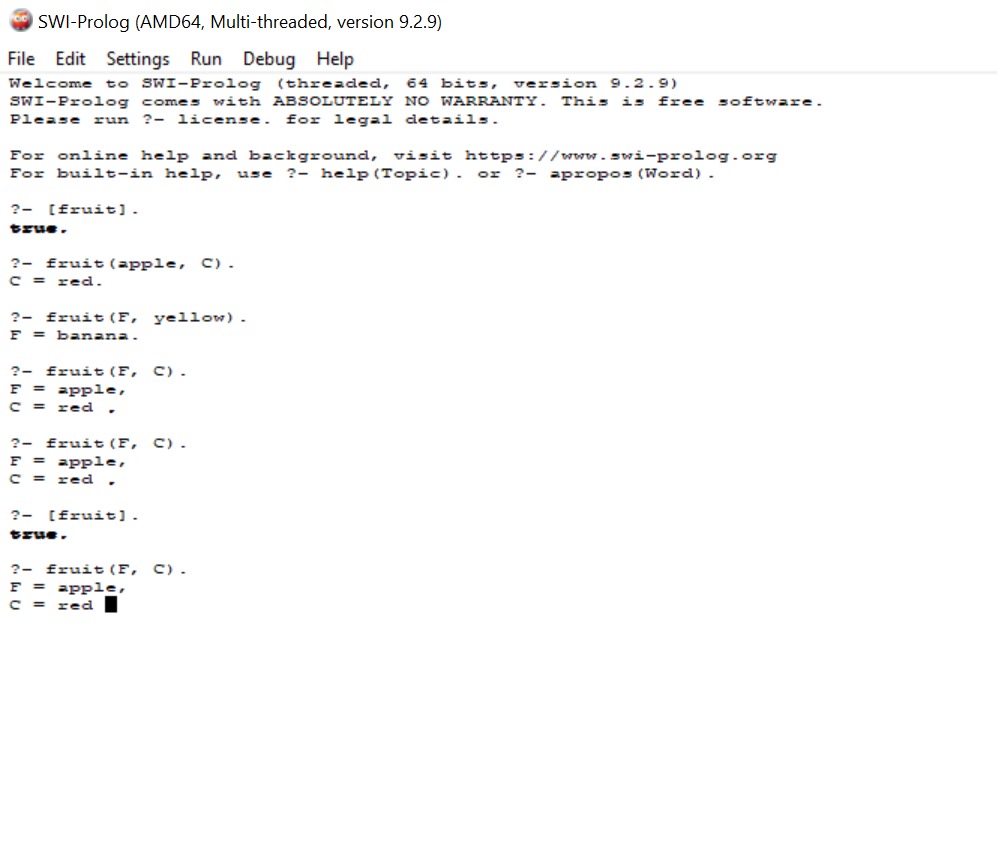 SWI-Prolog (AMD64, Multi-threaded, version 9.2.9)
File Edit Settings Run Debug Help
Welcome to SWI-Prolog (threaded, 64 bits, version 9.2.9)
SWI-Prolog comes with ABSOLUTELY NO WARRANTY. This is free software.
Please run ?- license. for legal details.
For online help and background, visit https://www.swi-prolog.org
For built-in help, use ?- help(Topic). or ?- apropos(Word).
?- [fruit].
true.
?- fruit(apple, C).
C = red.
?- fruit(F, yellow).
F = banana.
?- fruit(F, C).
F = apple,
C = red .
?- fruit(F, C).
F = apple,
C = red .
?- [fruit].
true.
?- fruit(F, C).
F = apple,
C = red